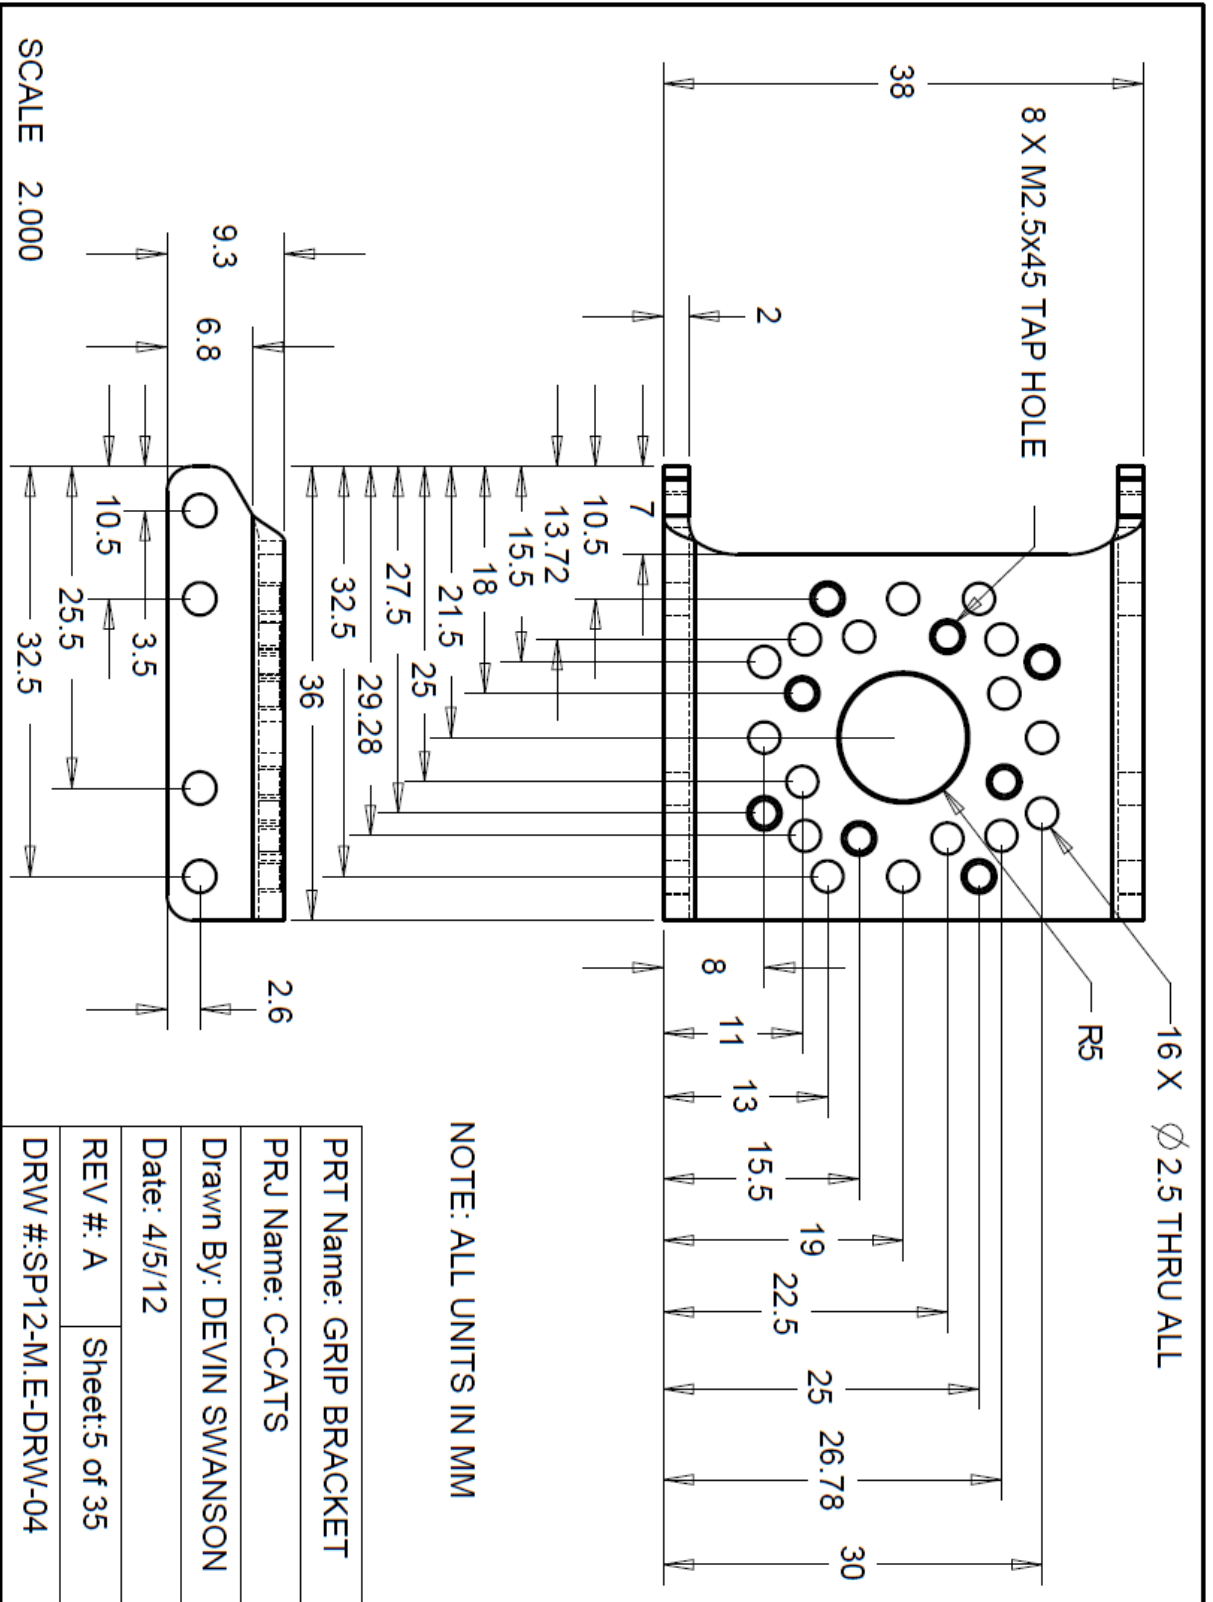 8 X M2.5x45 TAP HOLE
16 X ∅ 2.5 THRU ALL
R5
38
2
7
10.5
13.72
15.5
18
21.5
25
27.5
29.28
32.5
36
8
11
13
15.5
19
22.5
25
26.78
30
9.3
6.8
10.5
3.5
25.5
32.5
2.6
SCALE 2.000
NOTE: ALL UNITS IN MM
PRT Name: GRIP BRACKET
PRJ Name: C-CATS
Drawn By: DEVIN SWANSON
Date: 4/5/12
REV #: A Sheet:5 of 35
DRW #:SP12-M.E-DRW-04